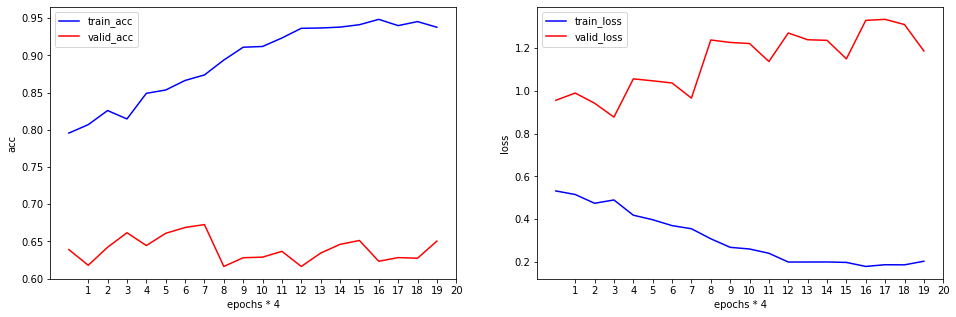 train_acc
valid_acc
0.95
0.90
0.85
0.80
0.75
0.70
0.65
0.60
acc
1 2 3 4 5 6 7 8 9 10 11 12 13 14 15 16 17 18 19 20
epochs * 4
train_loss
valid_loss
1.2
1.0
0.8
0.6
0.4
0.2
loss
1 2 3 4 5 6 7 8 9 10 11 12 13 14 15 16 17 18 19 20
epochs * 4